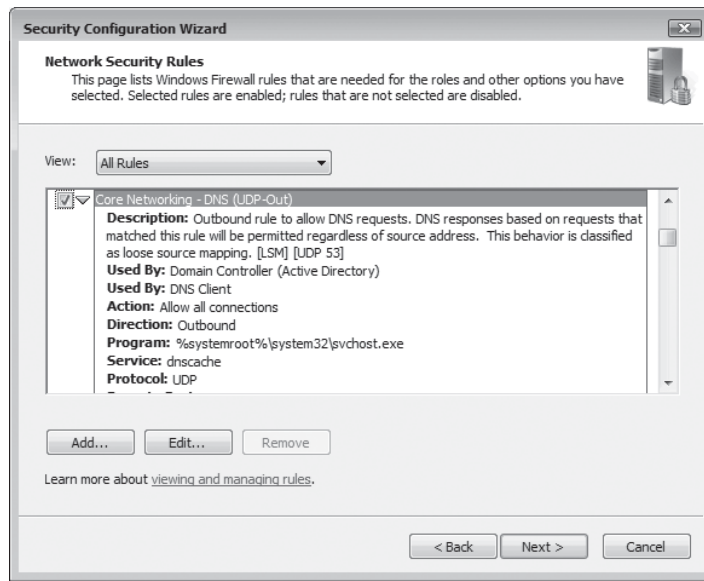 Security Configuration Wizard
Network Security Rules
This page lists Windows Firewall rules that are needed for the roles and other options you have
selected. Selected rules are enabled; rules that are not selected are disabled.
View: All Rules
Core Networking - DNS (UDP-Out)
Description: Outbound rule to allow DNS requests. DNS responses based on requests that
matched this rule will be permitted regardless of source address. This behavior is classified
as loose source mapping. [LSM] [UDP 53]
Used By: Domain Controller (Active Directory)
Used By: DNS Client
Action: Allow all connections
Direction: Outbound
Program: %systemroot%\system32\svchost.exe
Service: dnscache
Protocol: UDP
Add... Edit... Remove
Learn more about viewing and managing rules.
< Back Next > Cancel